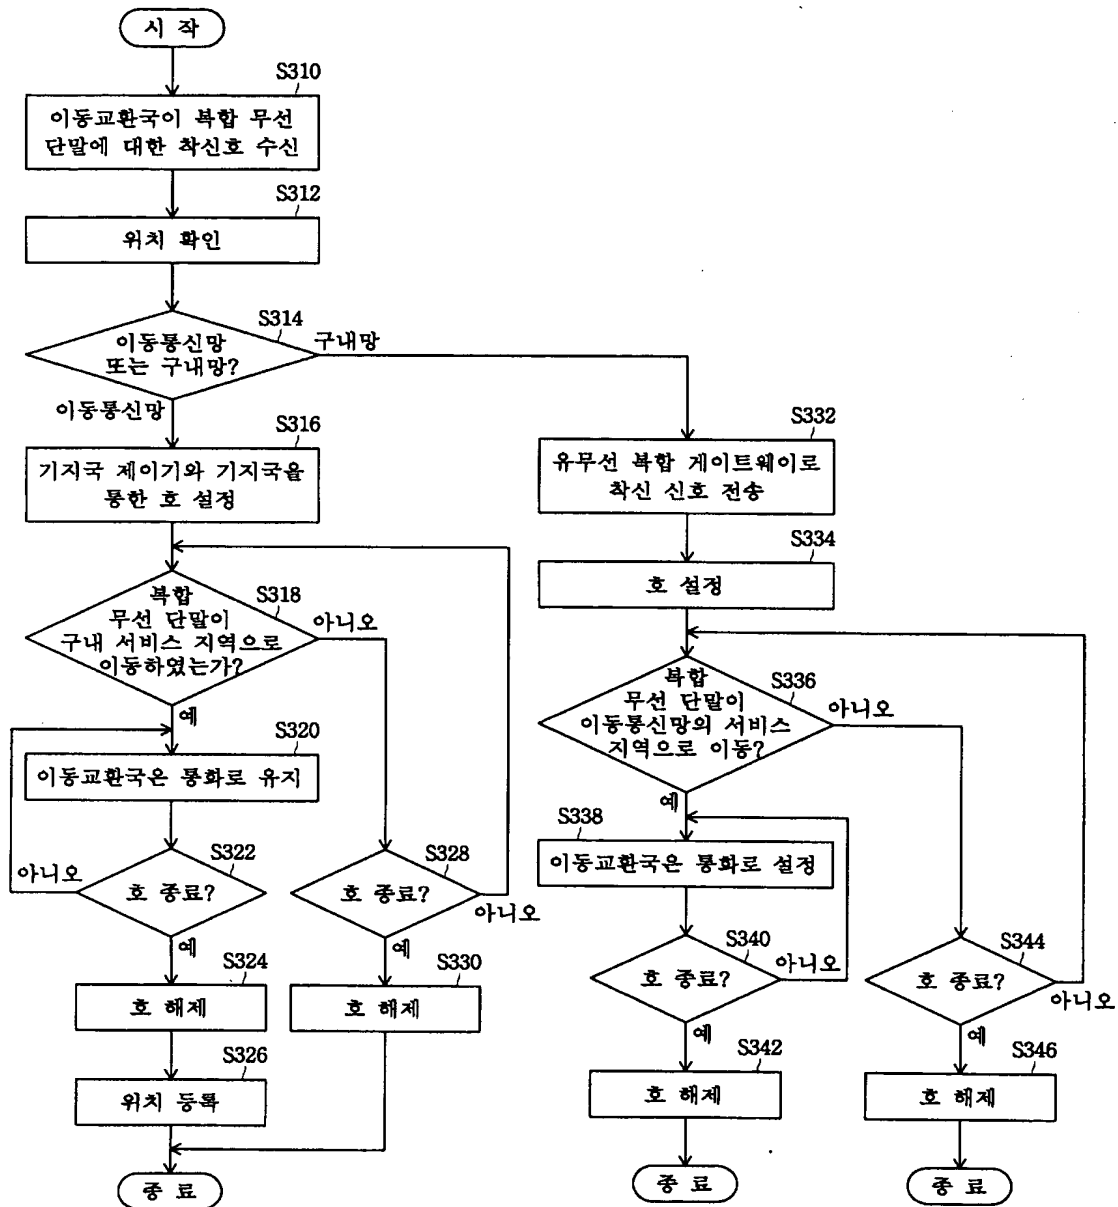 시 작
S310
이동교환국이 복합 무선
단말에 대한 착신호 수신
S312
위치 확인
S314
이동통신망
또는 구내망?
구내망
이동통신망
S316
기지국 제이기와 기지국을
통한 호 설정
S332
유무선 복합 게이트웨이로
착신 신호 전송
S334
호 설정
S318
복합
무선 단말이
구내 서비스 지역으로
이동하였는가?
아니오
예
S336
복합
무선 단말이
이동통신망의 서비스
지역으로 이동?
아니오
예
S320
이동교환국은 통화로 유지
S322
호 종료?
아니오
예
S328
호 종료?
아니오
예
S338
이동교환국은 통화로 설정
S340
호 종료?
아니오
예
S344
호 종료?
아니오
예
S324
호 해제
S330
호 해제
S326
위치 등록
S342
호 해제
S346
호 해제
종 료
종 료
종 료